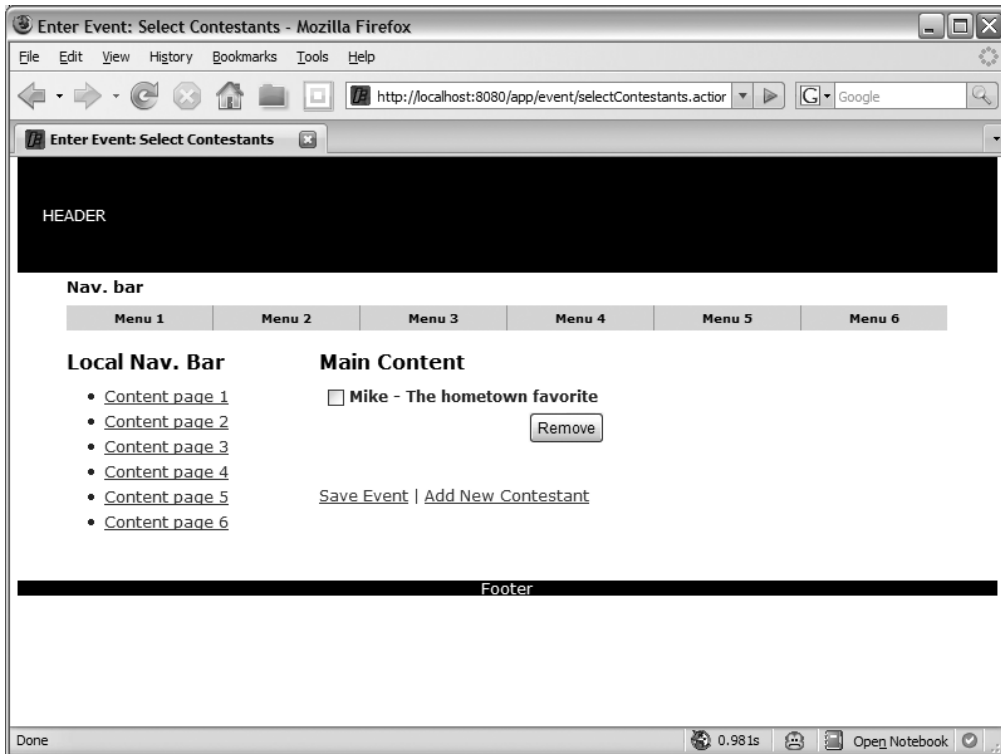 Enter Event: Select Contestants - Mozilla Firefox
File Edit View History Bookmarks Tools Help
http://localhost:8080/app/event/selectContestants.action
G Google
Enter Event: Select Contestants
HEADER
Nav. bar
Menu 1 Menu 2 Menu 3 Menu 4 Menu 5 Menu 6
Local Nav. Bar
Main Content
Content page 1
Content page 2
Content page 3
Content page 4
Content page 5
Content page 6
Mike - The hometown favorite
Remove
Save Event | Add New Contestant
Footer
Done
0.981s
Open Notebook